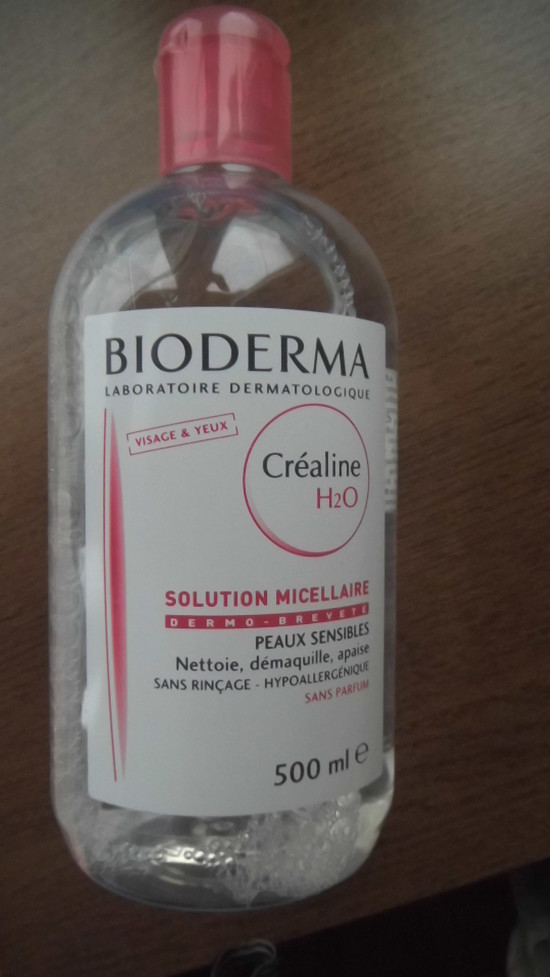 BIODERMA
LABORATOIRE DERMATOLOGIQUE
VISAGE & YEUX
Créaline
H2O
SOLUTION MICELLAIRE
DERMO-BREVETÉ
PEAUX SENSIBLES
Nettoie, démaquille, apaise
SANS RINÇAGE - HYPOALLERGÉNIQUE
SANS PARFUM
500 ml e